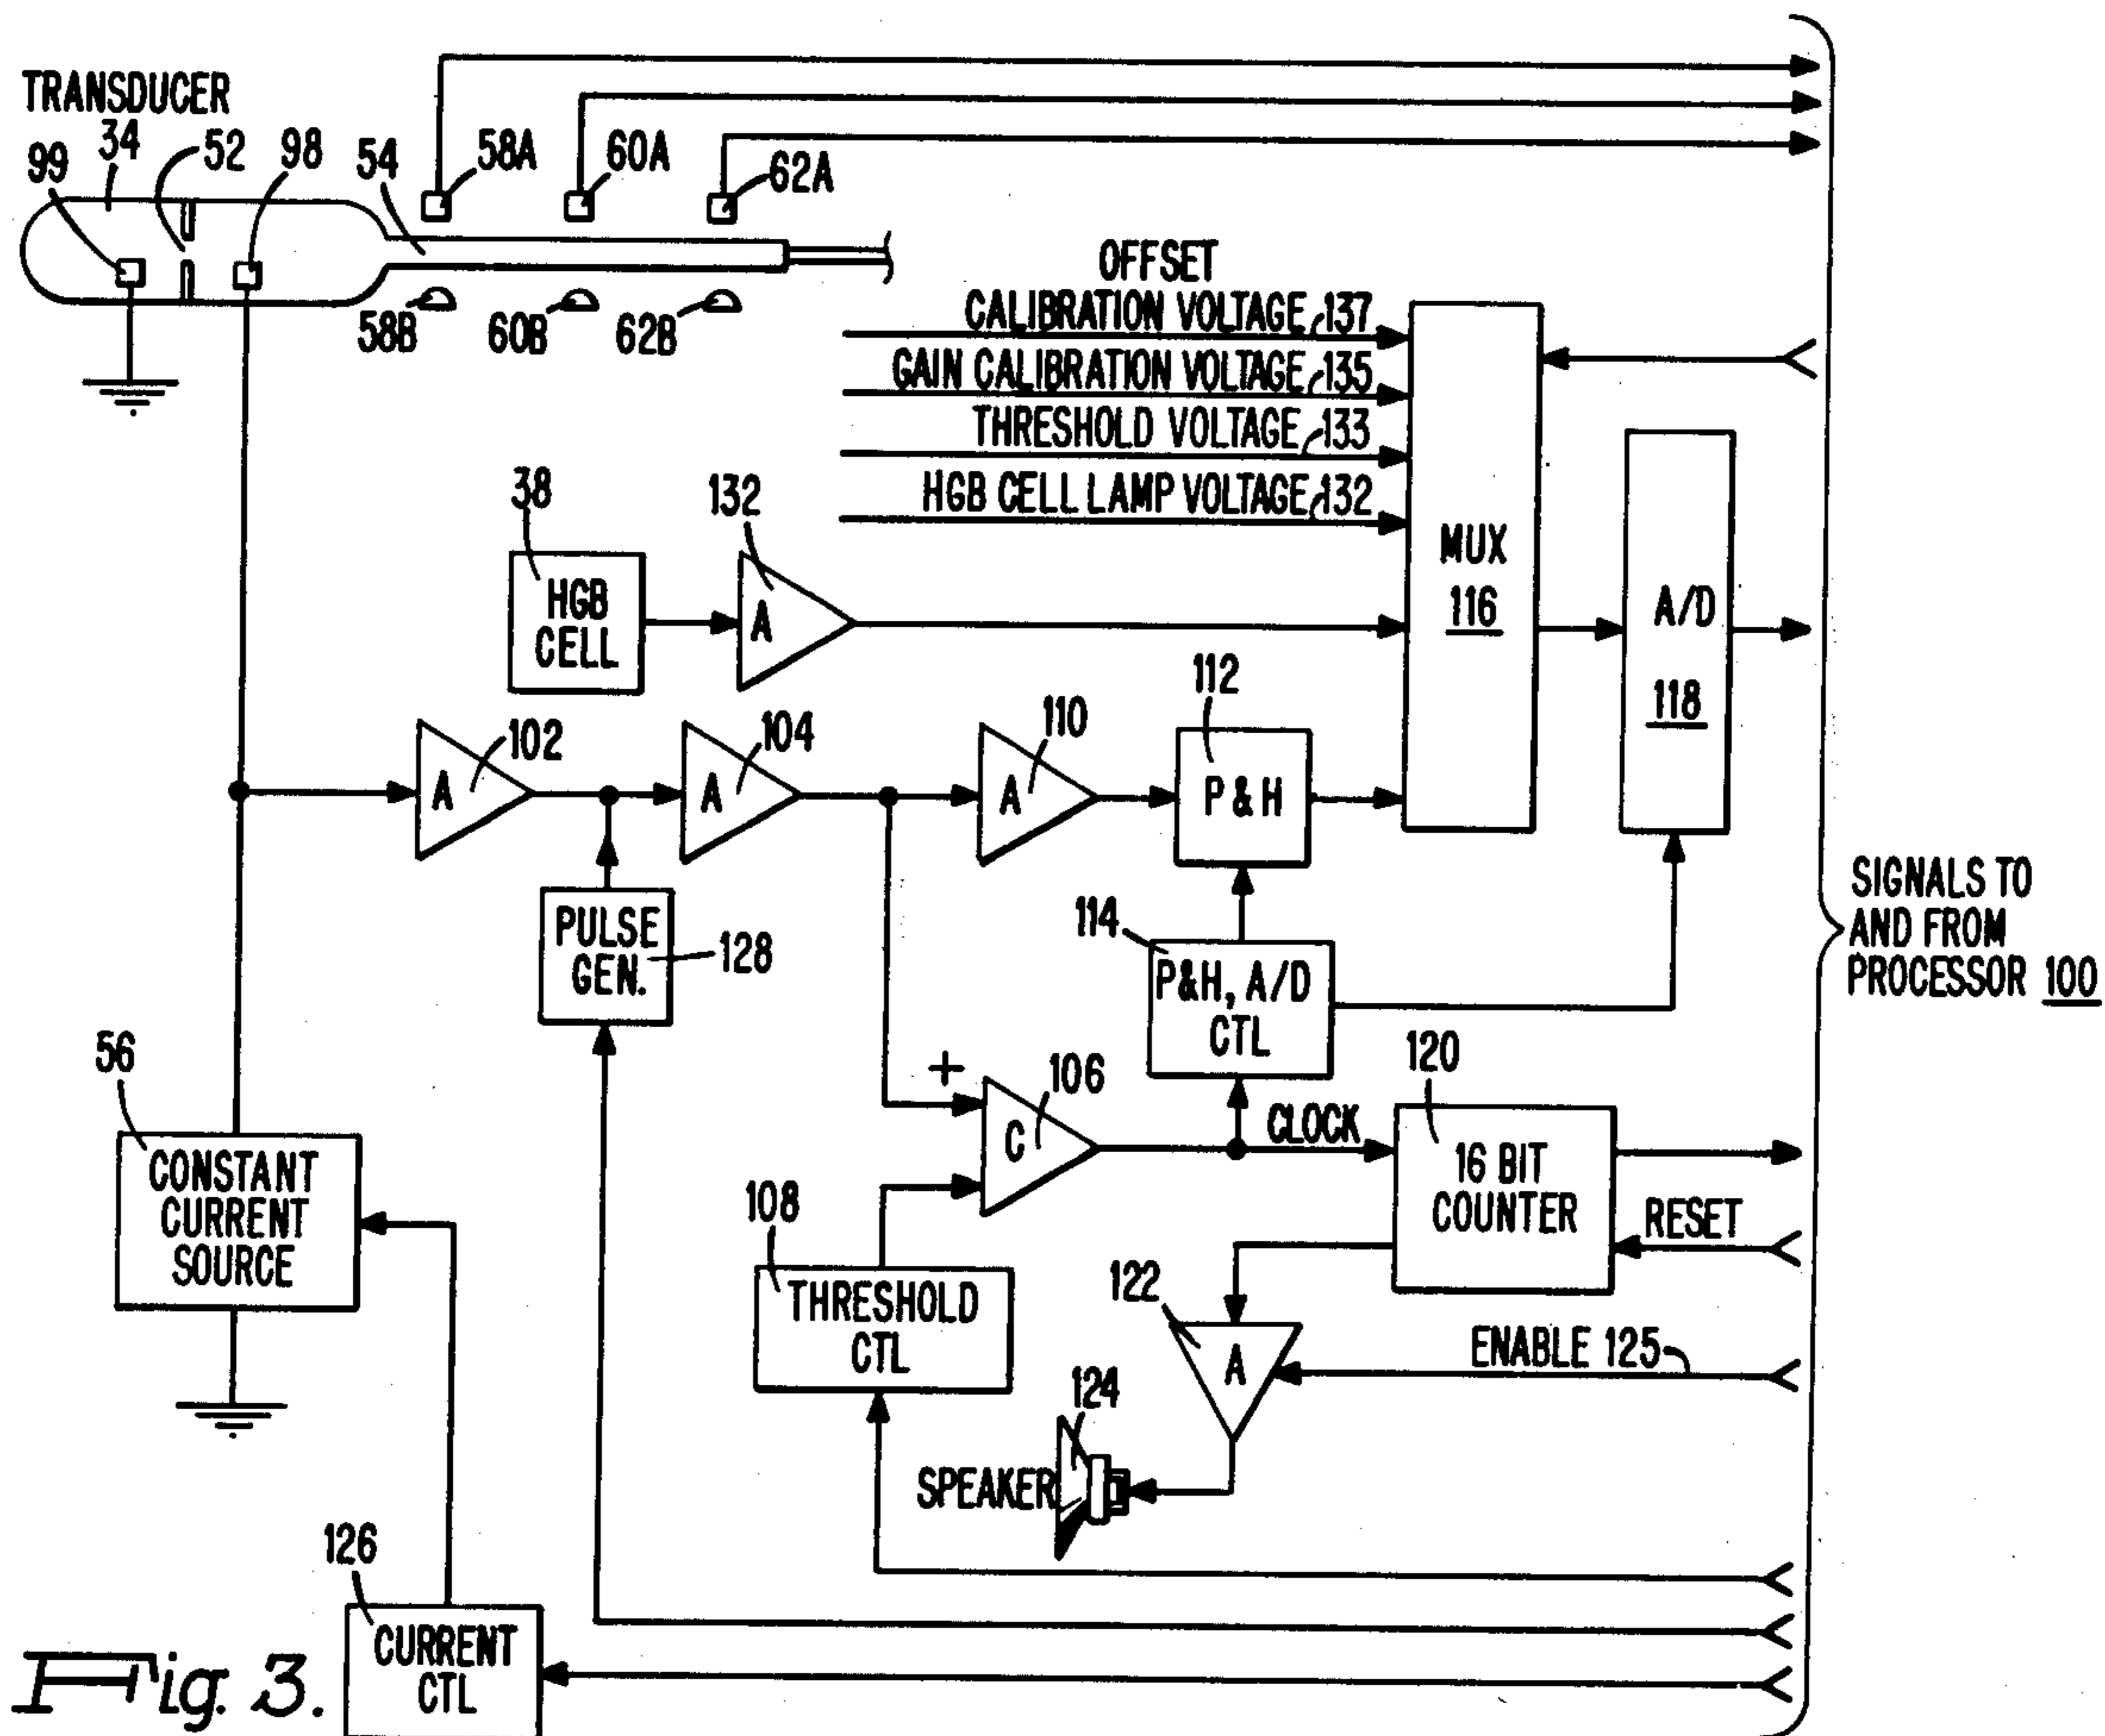 TRANSDUCER
34
99
52
98
54
58A
60A
62A
58B
60B
62B
OFFSET
CALIBRATION VOLTAGE 137
GAIN CALIBRATION VOLTAGE 135
THRESHOLD VOLTAGE 133
HGB CELL LAMP VOLTAGE 132
38
HGB
CELL
132
A
MUX
116
A/D
118
102
A
104
A
110
A
112
P & H
PULSE
GEN.
128
114
P&H, A/D
CTL
SIGNALS TO
AND FROM
PROCESSOR 100
56
CONSTANT
CURRENT
SOURCE
+
106
C
CLOCK
120
16 BIT
COUNTER
RESET
108
THRESHOLD
CTL
122
A
ENABLE 125
124
SPEAKER
126
CURRENT
CTL
Fig. 3.